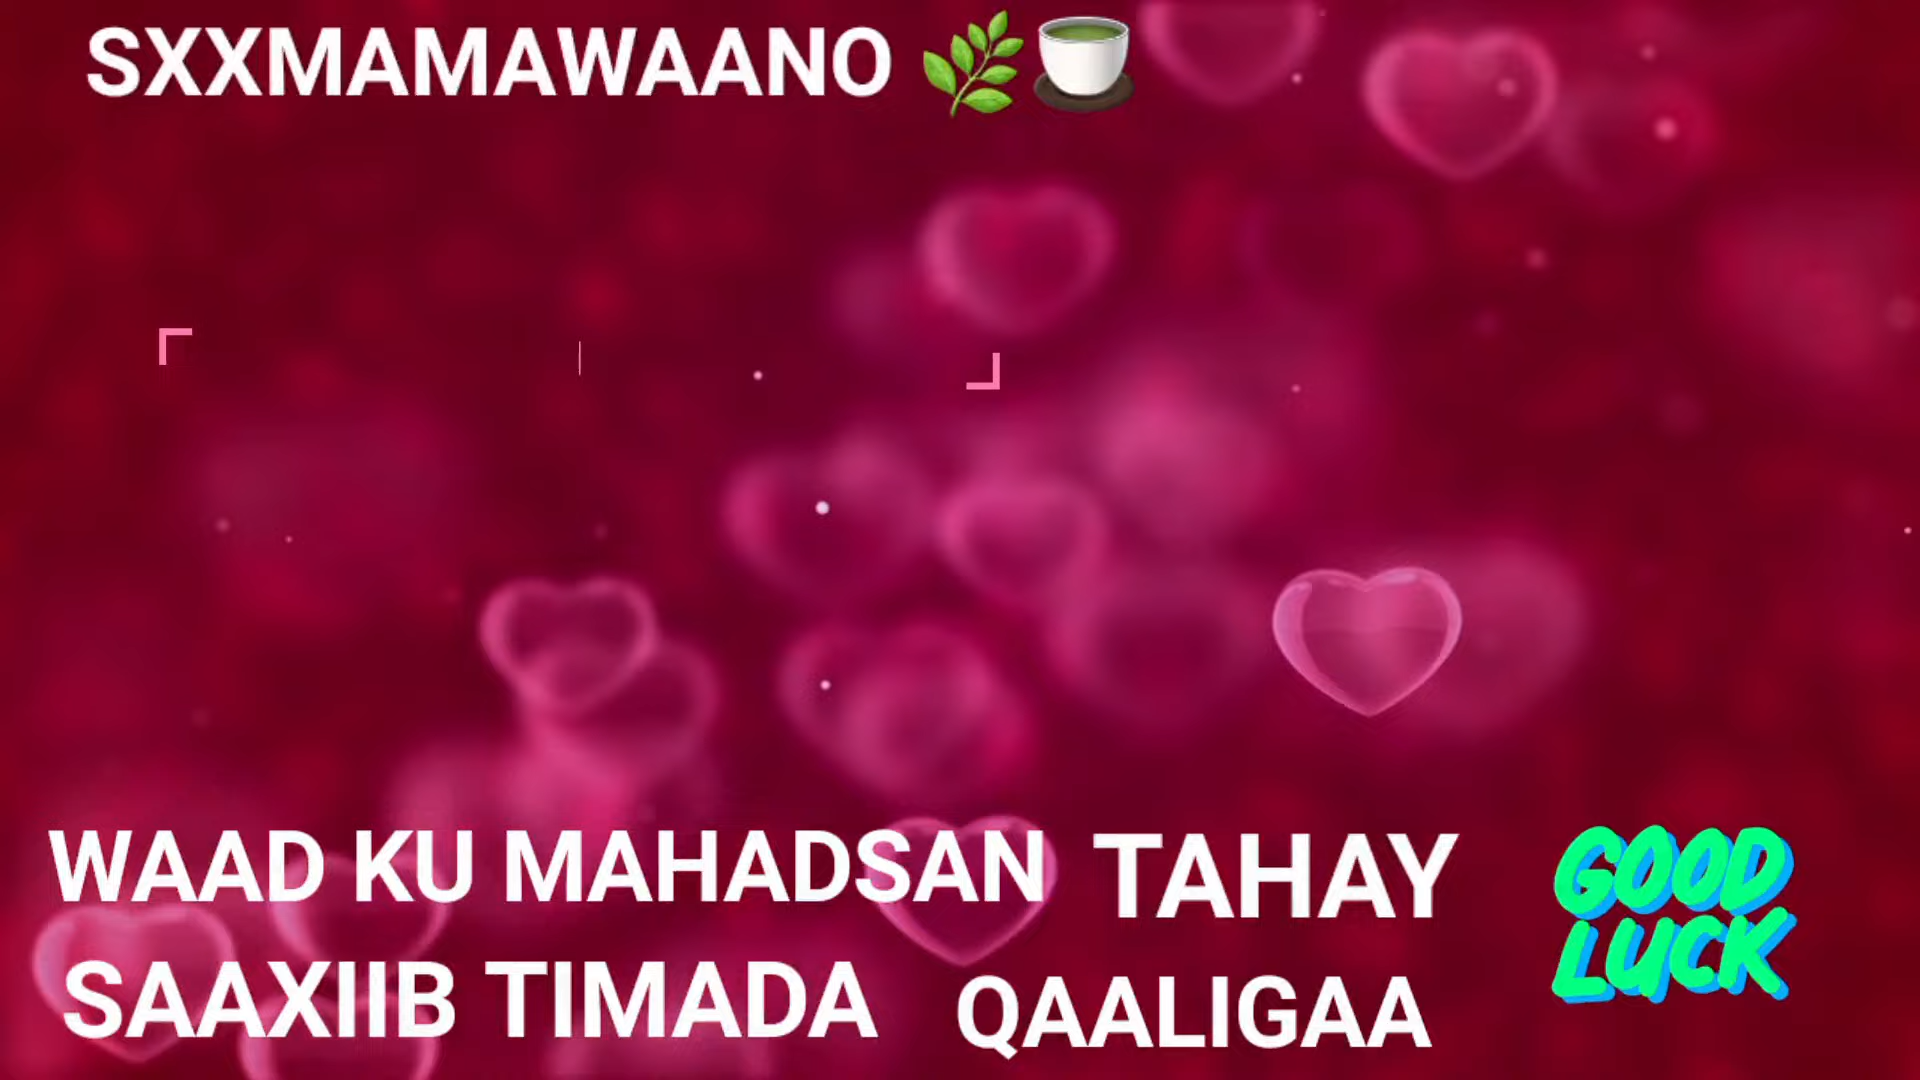 SXXMAMAWAANO 🌿🍵
WAAD KU MAHADSAN TAHAY
SAAXIIB TIMADA QAALIGAA
GOOD
LUCK